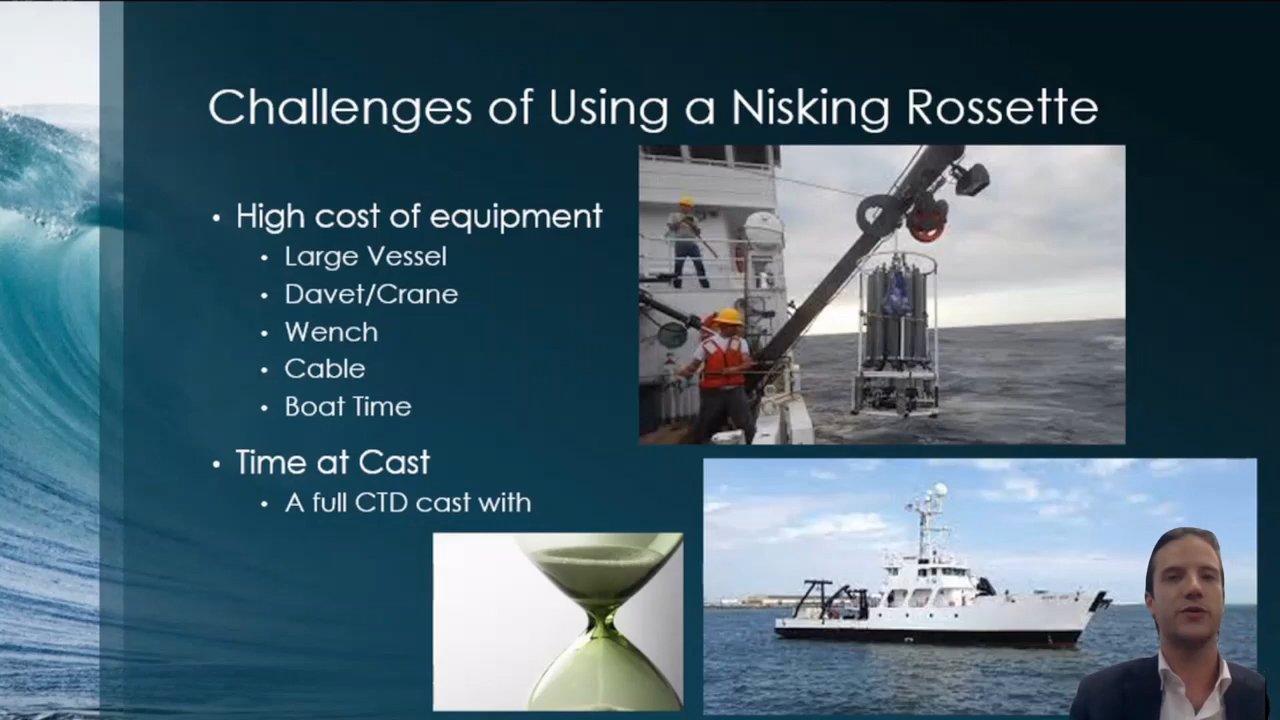 Challenges of Using a Nisking Rossette
• High cost of equipment
• Large Vessel
• Davet/Crane
• Wench
• Cable
• Boat Time
• Time at Cast
• A full CTD cast with